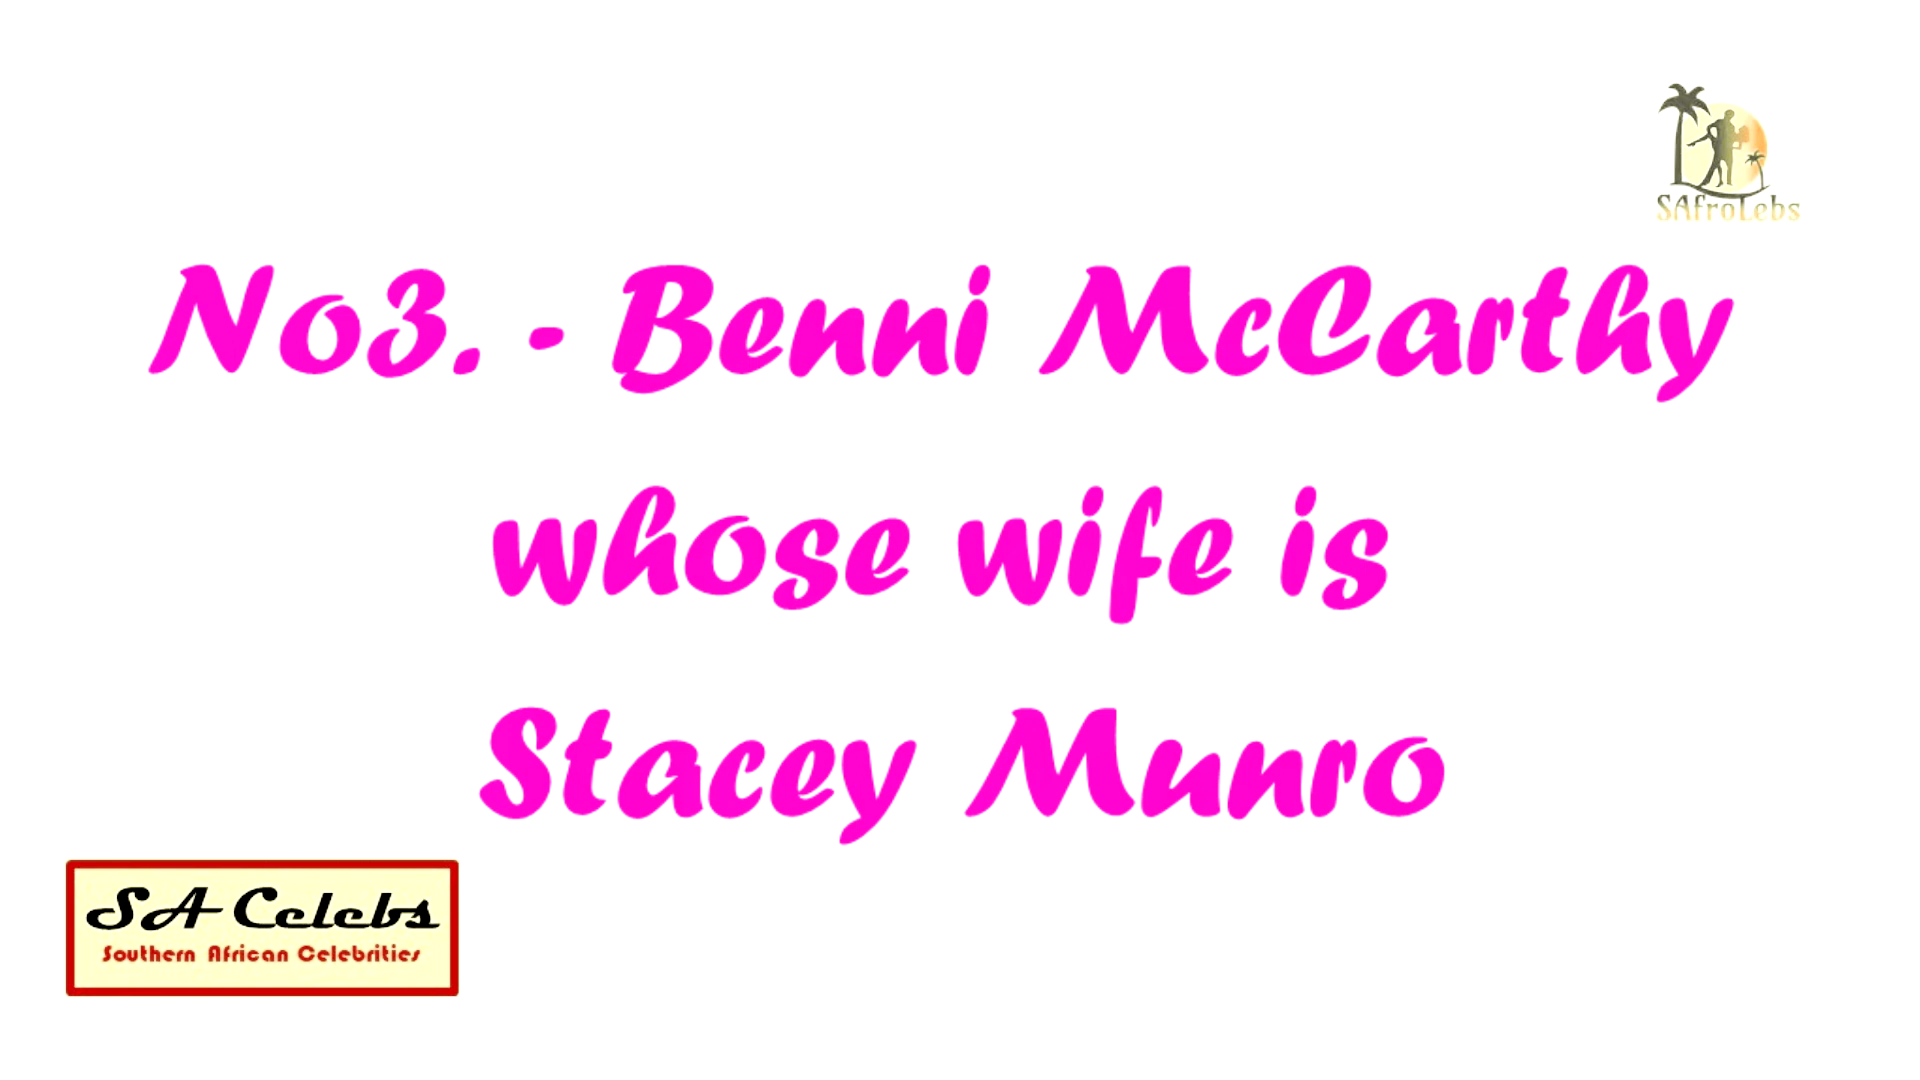 SAfroLebs
No3. - Benni McCarthy
whose wife is
Stacey Munro
SA Celebs
Southern African Celebrities